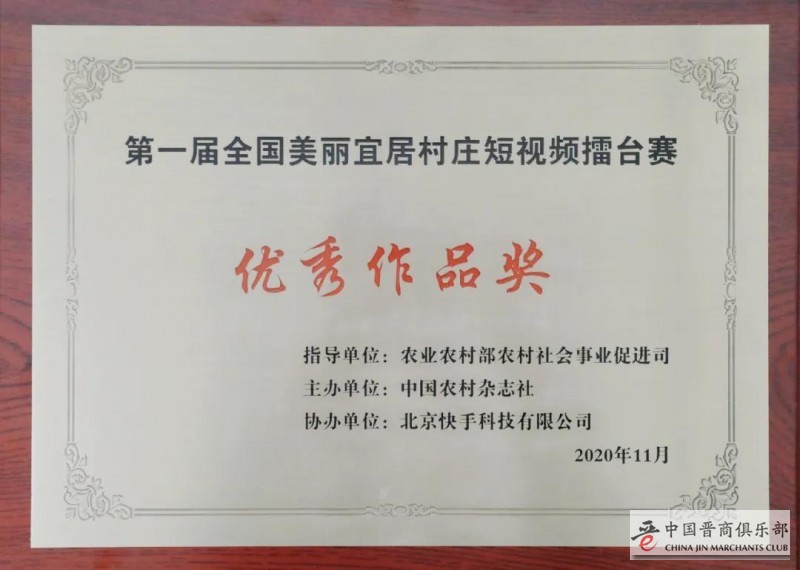 第一届全国美丽宜居村庄短视频擂台赛
优秀作品奖
指导单位：农业农村部农村社会事业促进司
主办单位：中国农村杂志社
协办单位：北京快手科技有限公司
2020年11月
晋e
中国晋商俱乐部
CHINA JIN MARCHANTS CLUB